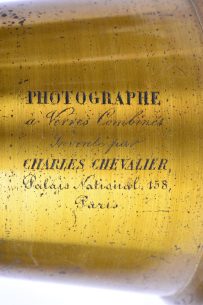 PHOTOGRAPHE
à Verres Combinés
Inventé par
CHARLES CHEVALIER,
Palais National, 158,
Paris.